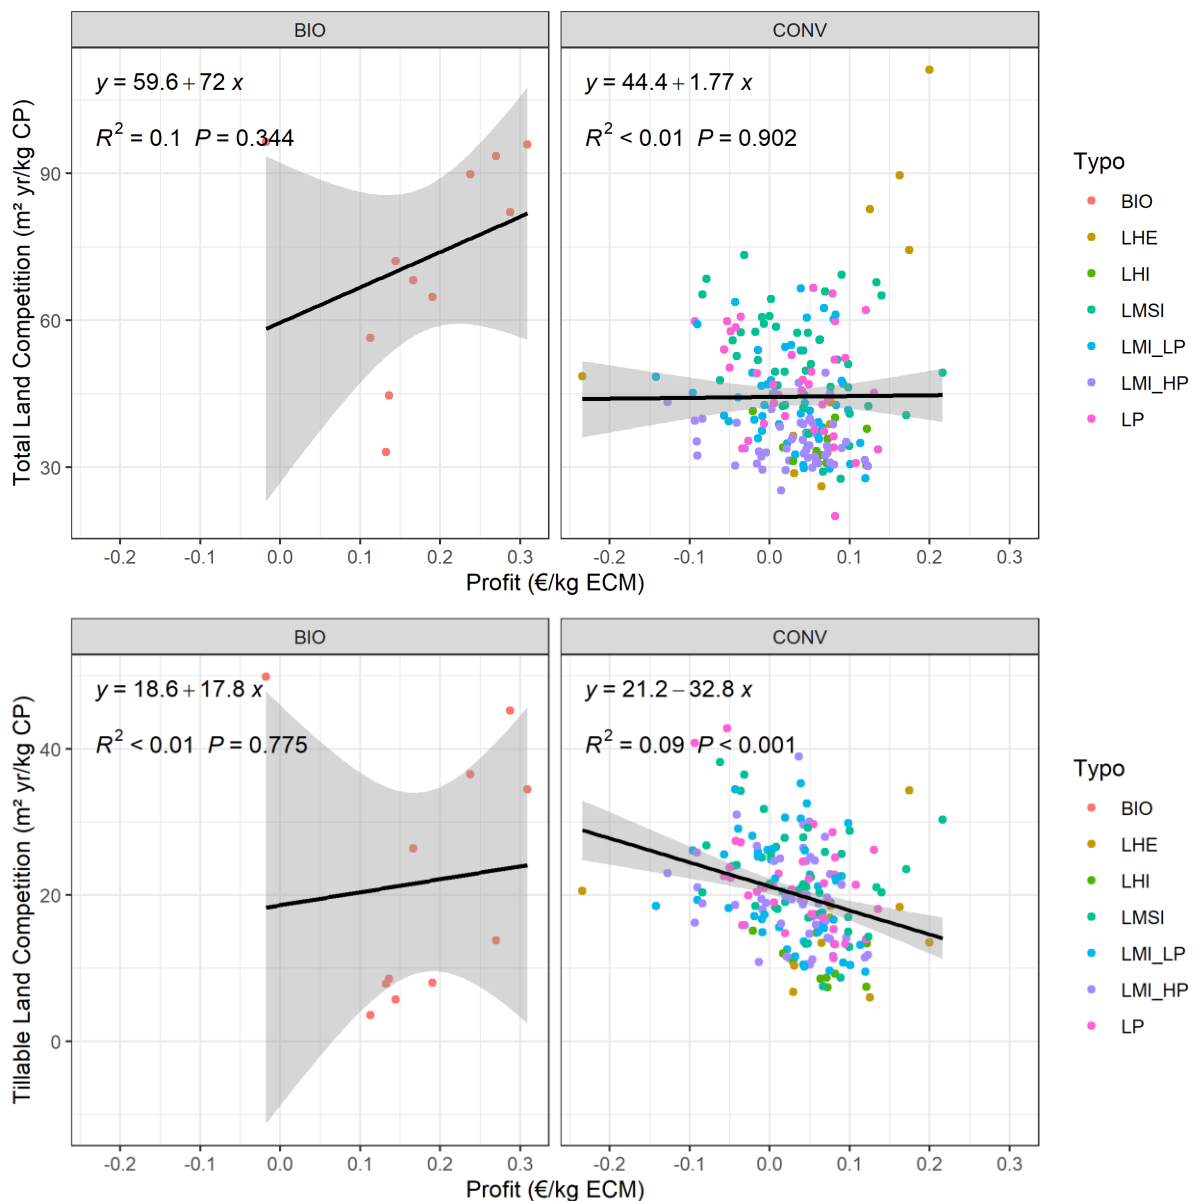 BIO
CONV
y = 59.6 + 72 x
R² = 0.1 P = 0.344
y = 44.4 + 1.77 x
R² < 0.01 P = 0.902
Total Land Competition (m² yr/kg CP)
90
60
30
-0.2 -0.1 0.0 0.1 0.2 0.3
-0.2 -0.1 0.0 0.1 0.2 0.3
Profit (€/kg ECM)
Typo
BIO
LHE
LHI
LMSI
LMI_LP
LMI_HP
LP
BIO
CONV
y = 18.6 + 17.8 x
R² < 0.01 P = 0.775
y = 21.2 − 32.8 x
R² = 0.09 P < 0.001
Tillable Land Competition (m² yr/kg CP)
40
20
0
-0.2 -0.1 0.0 0.1 0.2 0.3
-0.2 -0.1 0.0 0.1 0.2 0.3
Profit (€/kg ECM)
Typo
BIO
LHE
LHI
LMSI
LMI_LP
LMI_HP
LP